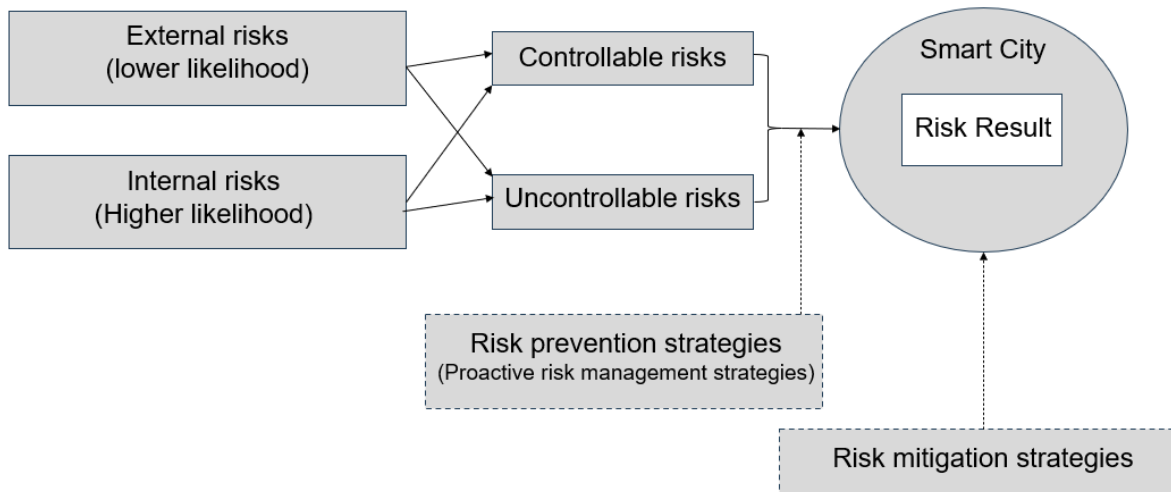 External risks
(lower likelihood)
Controllable risks
Smart City
Risk Result
Internal risks
(Higher likelihood)
Uncontrollable risks
Risk prevention strategies
(Proactive risk management strategies)
Risk mitigation strategies